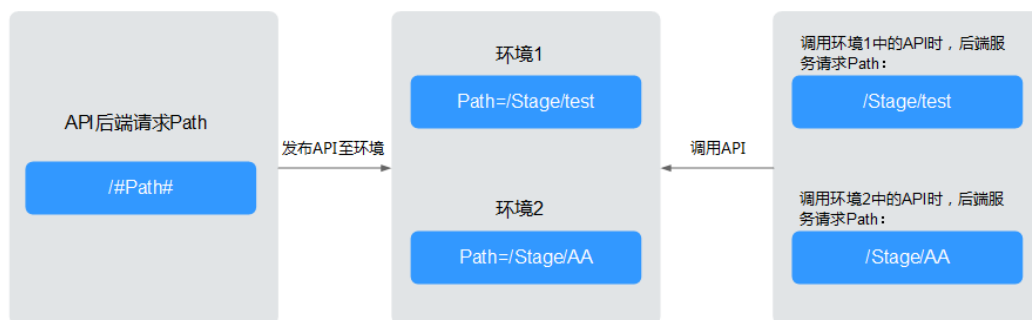 API后端请求Path
/#Path#
发布API至环境
环境1
Path=/Stage/test
环境2
Path=/Stage/AA
调用API
调用环境1中的API时，后端服
务请求Path：
/Stage/test
调用环境2中的API时，后端服
务请求Path：
/Stage/AA